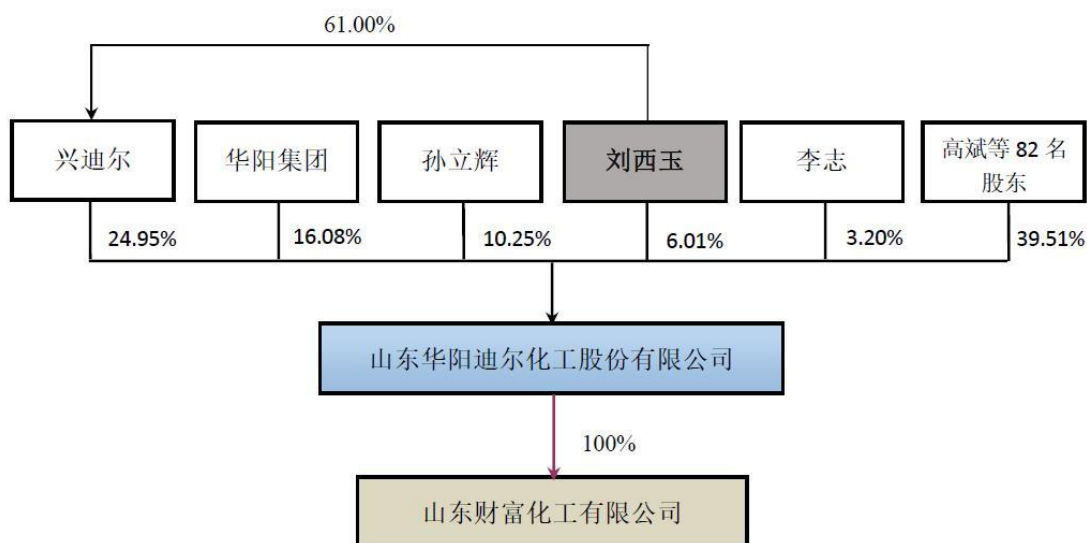 61.00%
兴迪尔
华阳集团
孙立辉
刘西玉
李志
高斌等 82 名
股东
24.95%
16.08%
10.25%
6.01%
3.20%
39.51%
山东华阳迪尔化工股份有限公司
100%
山东财富化工有限公司